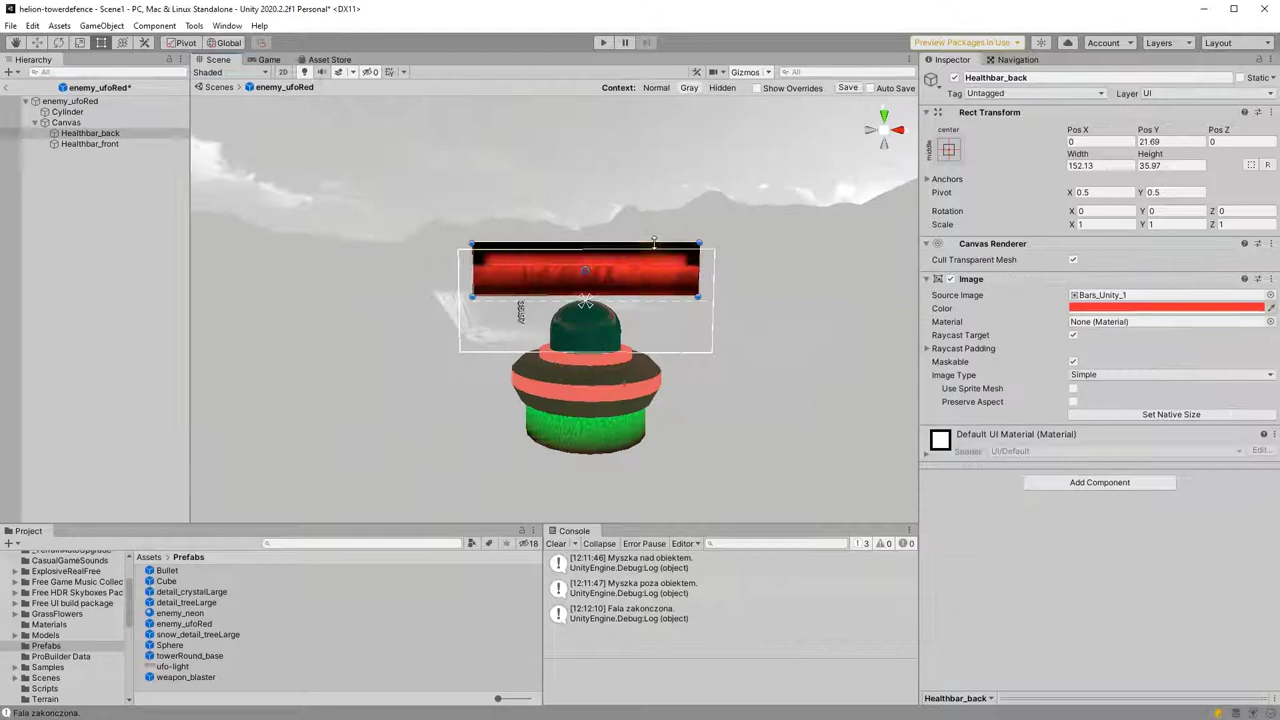 helion-towerdefence - Scene1 - PC, Mac & Linux Standalone - Unity 2020.2.2f1 Personal* <DX11>
File Edit Assets GameObject Component Tools Window Help
Pivot Global Preview Packages in Use Account Layers Layout
Hierarchy
All
enemy_ufoRed*
enemy_ufoRed
Cylinder
Canvas
Healthbar_back
Healthbar_front
Scene Game Asset Store
Shaded 2D 0 Gizmos All
Scenes enemy_ufoRed Context: Normal Gray Hidden Show Overrides Save Auto Save
Inspector Navigation
Healthbar_back Static
Tag Untagged Layer UI
Rect Transform
center Pos X Pos Y Pos Z
middle 0 21.69 0
Width Height
152.13 35.97 R
Anchors
Pivot X 0.5 Y 0.5
Rotation X 0 Y 0 Z 0
Scale X 1 Y 1 Z 1
Canvas Renderer
Cull Transparent Mesh
Image
Source Image Bars_Unity_1
Color
Material None (Material)
Raycast Target
Raycast Padding
Maskable
Image Type Simple
Use Sprite Mesh
Preserve Aspect
Set Native Size
Default UI Material (Material)
Shader UI/Default Edit...
Add Component
Healthbar_back
Project
18
_TerrainAutoUpgrade
CasualGameSounds
ExplosiveRealFree
Free Game Music Collec
Free HDR Skyboxes Pac
Free UI build package
GrassFlowers
Materials
Models
Prefabs
ProBuilder Data
Samples
Scenes
Scripts
Terrain
Assets Prefabs
Bullet
Cube
detail_crystalLarge
detail_treeLarge
enemy_neon
enemy_ufoRed
snow_detail_treeLarge
Sphere
towerRound_base
ufo-light
weapon_blaster
Console
Clear Collapse Error Pause Editor 3 0 0
[12:11:46] Myszka nad obiektem.
UnityEngine.Debug:Log (object)
[12:11:47] Myszka poza obiektem.
UnityEngine.Debug:Log (object)
[12:12:10] Fala zakonczona.
UnityEngine.Debug:Log (object)
Fala zakonczona.